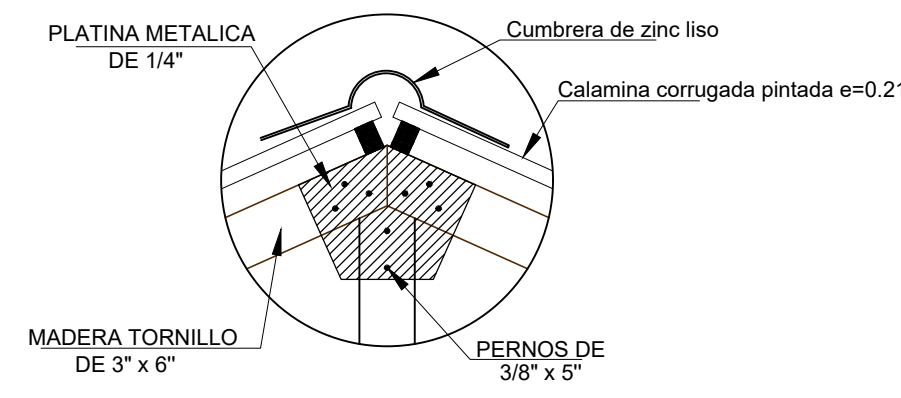 PLATINA METALICA
DE 1/4"
Cumbrera de zinc liso
Calamina corrugada pintada e=0.21
MADERA TORNILLO
DE 3" x 6"
PERNOS DE
3/8" x 5"